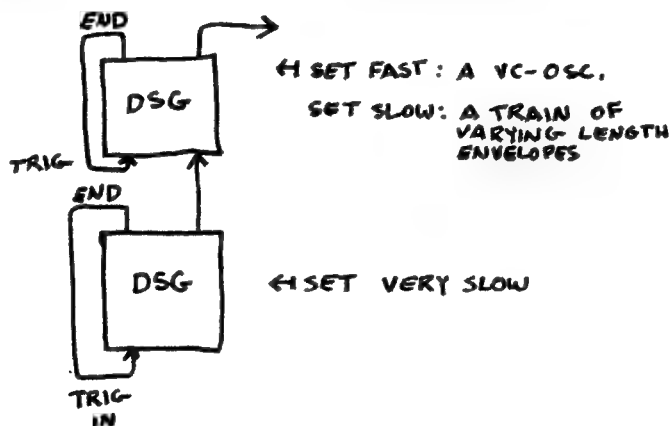 END
DSG
TRIG
← SET FAST: A VC-OSC.
SET SLOW: A TRAIN OF
VARYING LENGTH
ENVELOPES
END
DSG
← SET VERY SLOW
TRIG
IN